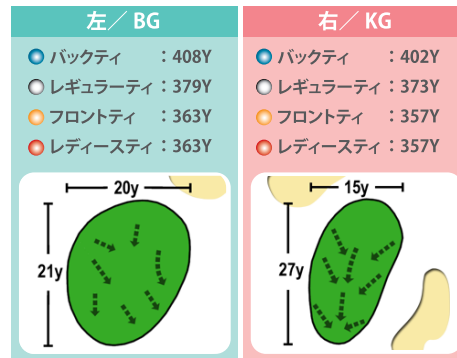 左／BG
バックティ ：408Y
レギュラーティ：379Y
フロントティ ：363Y
レディースティ：363Y
20y
21y
右／KG
バックティ ：402Y
レギュラーティ：373Y
フロントティ ：357Y
レディースティ：357Y
15y
27y